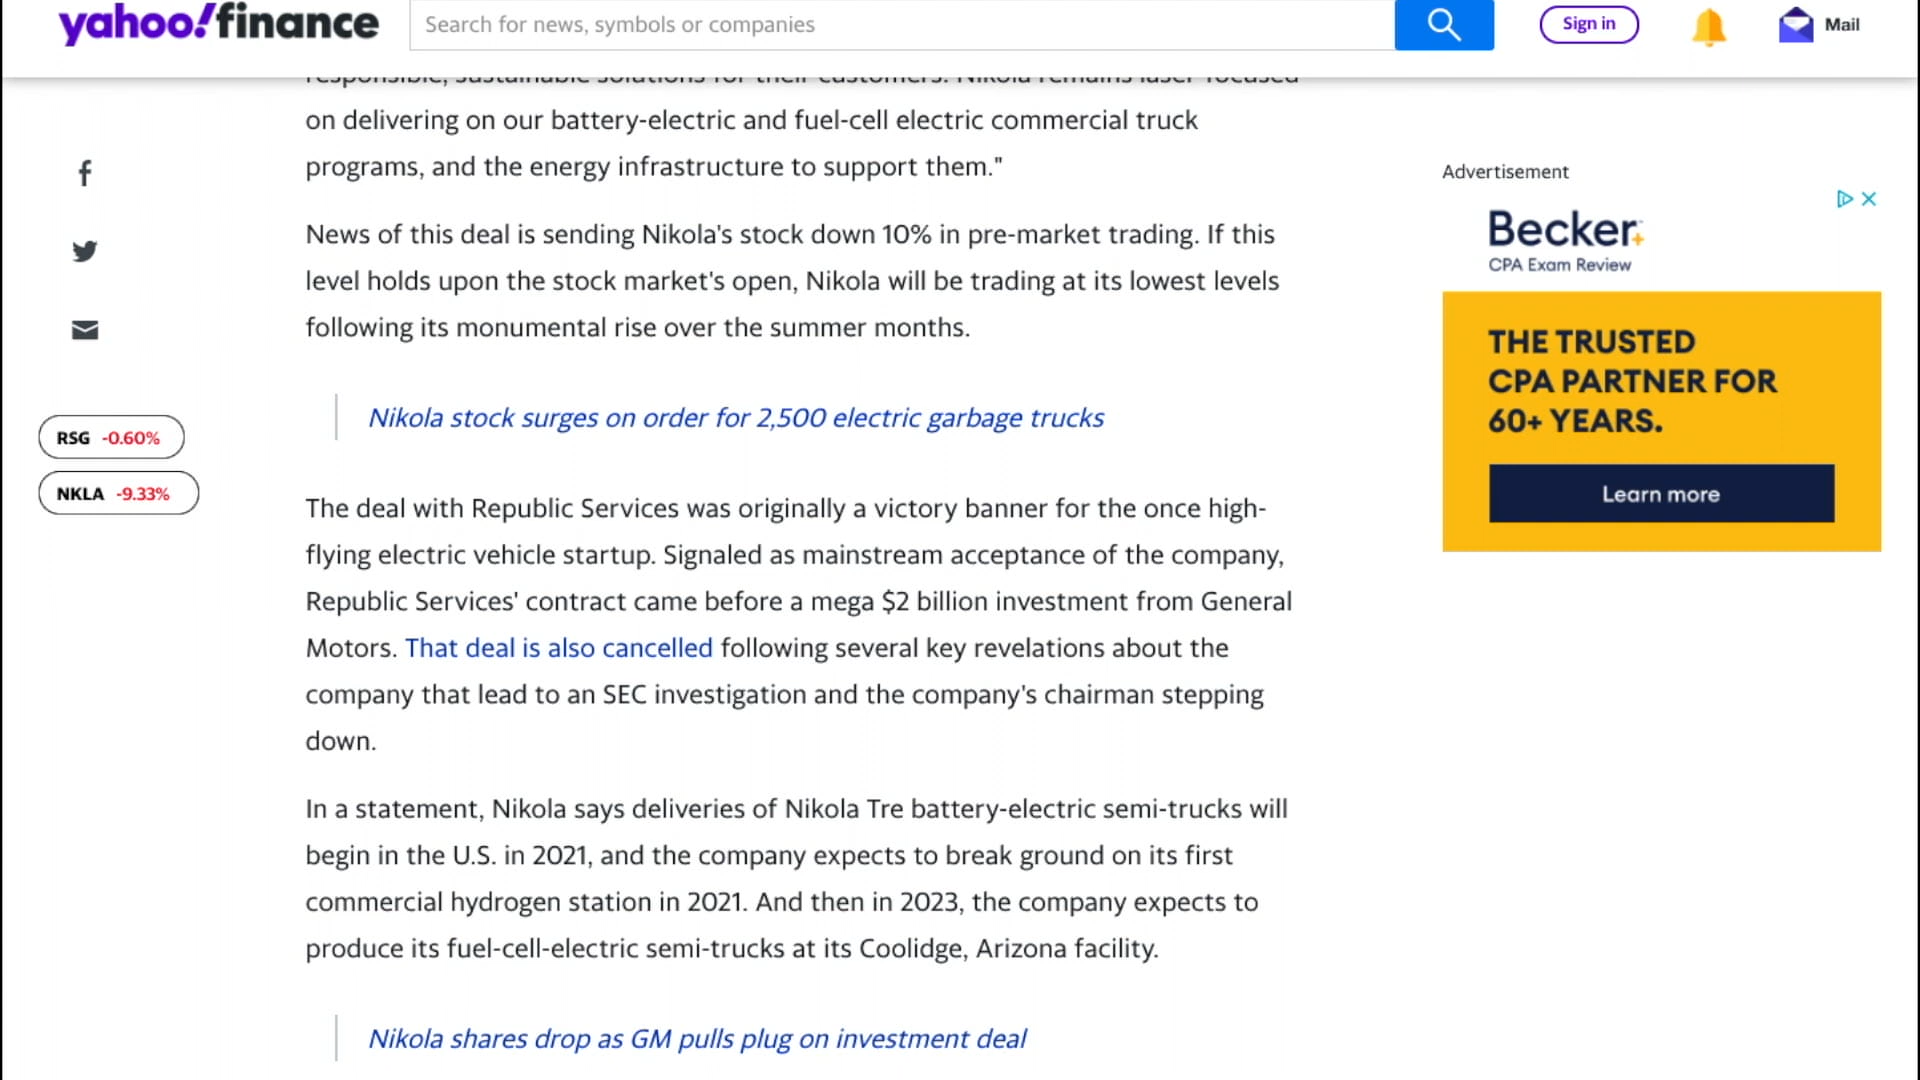 yahoo!finance
Search for news, symbols or companies
Sign in
Mail
responsible, sustainable solutions for their customers. Nikola remains laser-focused
on delivering on our battery-electric and fuel-cell electric commercial truck
programs, and the energy infrastructure to support them."
News of this deal is sending Nikola's stock down 10% in pre-market trading. If this
level holds upon the stock market's open, Nikola will be trading at its lowest levels
following its monumental rise over the summer months.
Nikola stock surges on order for 2,500 electric garbage trucks
RSG -0.60%
NKLA -9.33%
The deal with Republic Services was originally a victory banner for the once high-
flying electric vehicle startup. Signaled as mainstream acceptance of the company,
Republic Services' contract came before a mega $2 billion investment from General
Motors. That deal is also cancelled following several key revelations about the
company that lead to an SEC investigation and the company's chairman stepping
down.
In a statement, Nikola says deliveries of Nikola Tre battery-electric semi-trucks will
begin in the U.S. in 2021, and the company expects to break ground on its first
commercial hydrogen station in 2021. And then in 2023, the company expects to
produce its fuel-cell-electric semi-trucks at its Coolidge, Arizona facility.
Nikola shares drop as GM pulls plug on investment deal
Advertisement
Becker
CPA Exam Review
THE TRUSTED
CPA PARTNER FOR
60+ YEARS.
Learn more